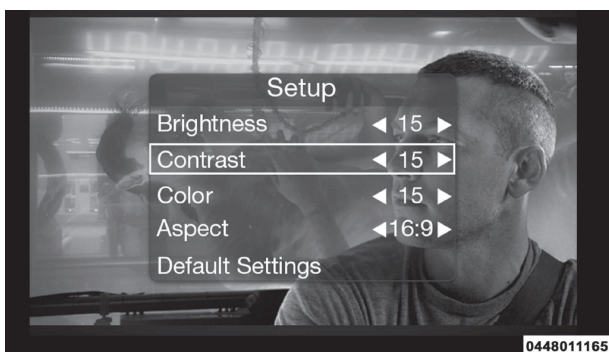 Setup
Brightness ◀ 15 ▶
Contrast ◀ 15 ▶
Color ◀ 15 ▶
Aspect ◀16:9▶
Default Settings
0448011165